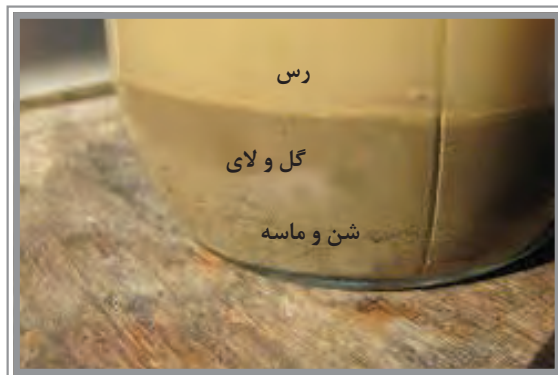 رس
گل و لای
شن و ماسه